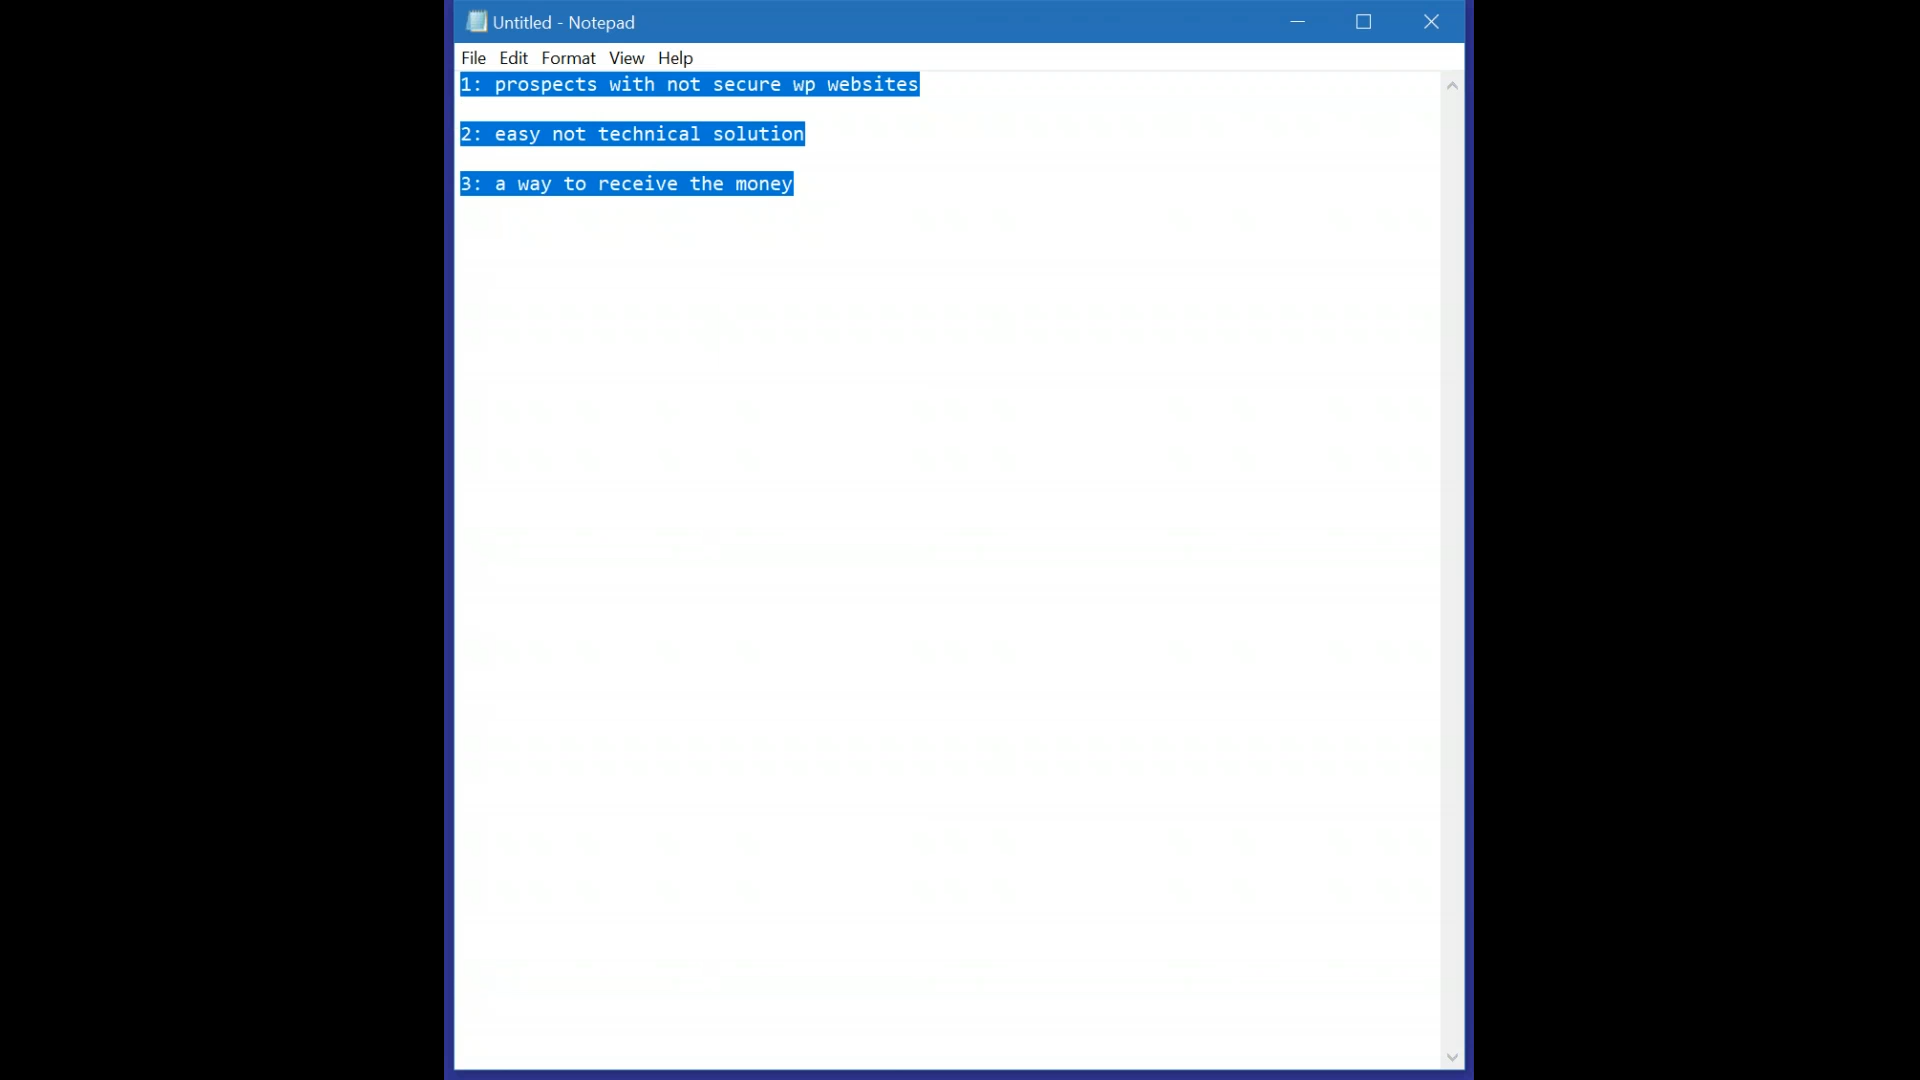 Untitled - Notepad
File Edit Format View Help
1: prospects with not secure wp websites
2: easy not technical solution
3: a way to receive the money